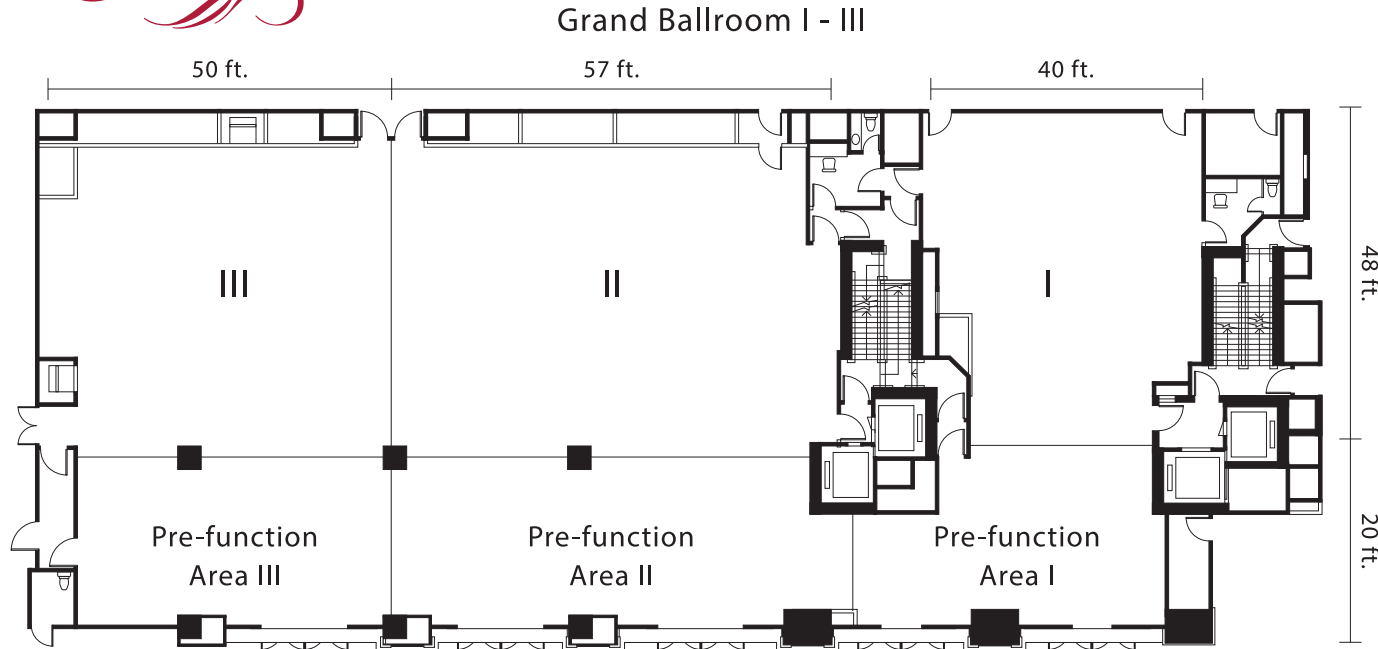 Grand Ballroom I - III
50 ft.
57 ft.
40 ft.
48 ft.
III
II
I
20 ft.
Pre-function
Area III
Pre-function
Area II
Pre-function
Area I